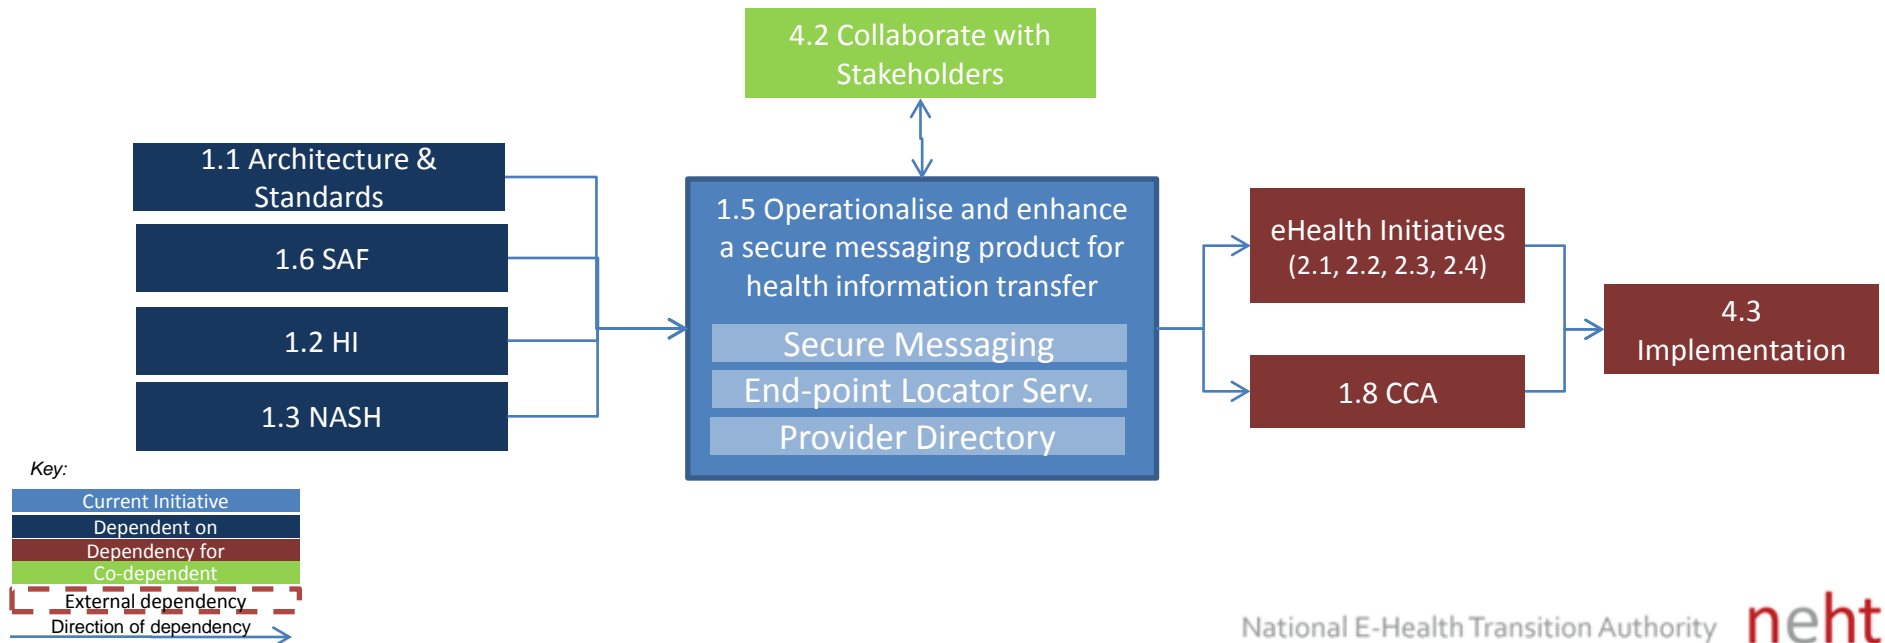 4.2 Collaborate with
Stakeholders
1.1 Architecture &
Standards
1.6 SAF
1.2 HI
1.3 NASH
1.5 Operationalise and enhance
a secure messaging product for
health information transfer
Secure Messaging
End-point Locator Serv.
Provider Directory
eHealth Initiatives
(2.1, 2.2, 2.3, 2.4)
1.8 CCA
4.3
Implementation
Key:
Current Initiative
Dependent on
Dependency for
Co-dependent
External dependency
Direction of dependency
National E-Health Transition Authority
neht